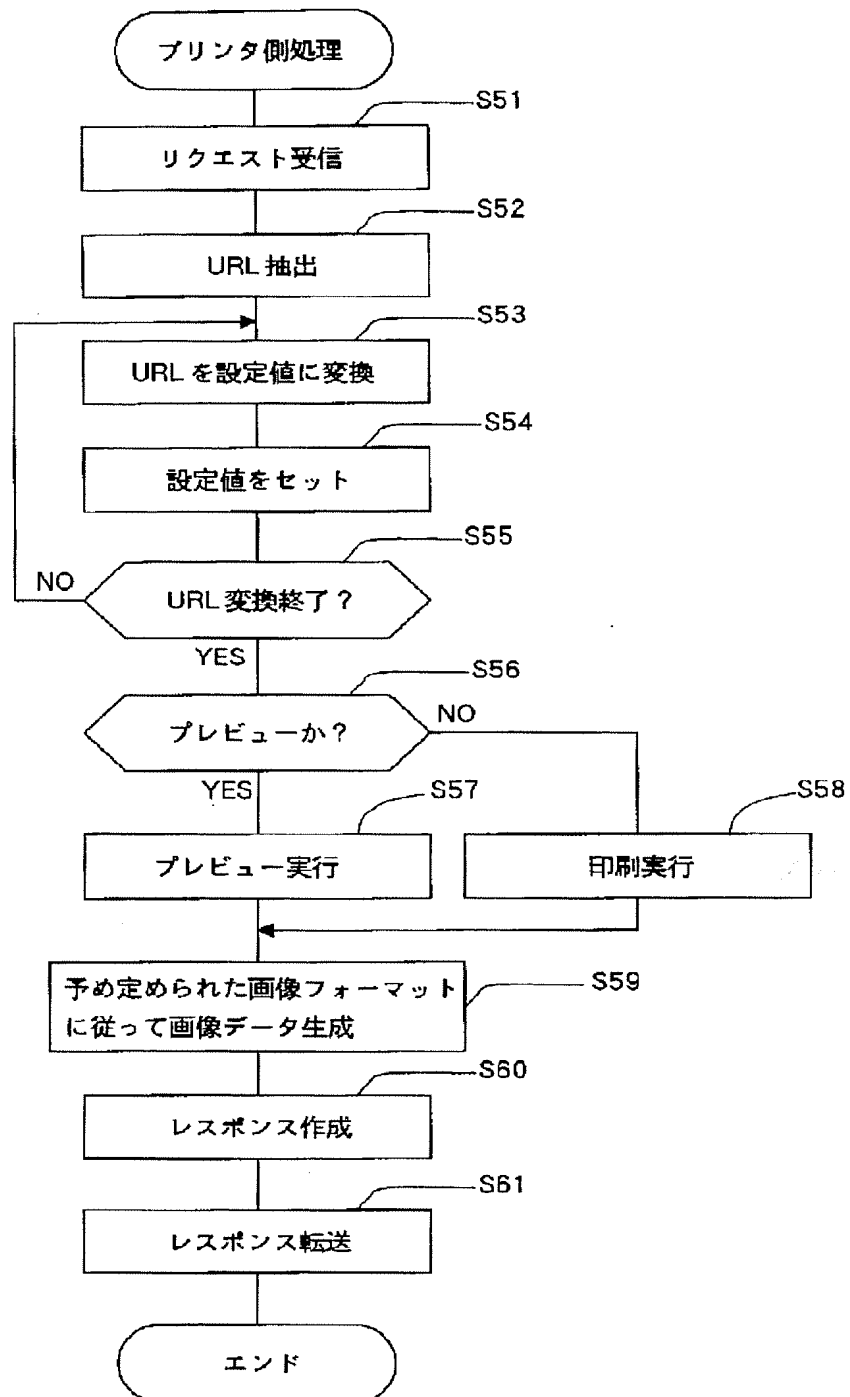 プリンタ側処理
S51
リクエスト受信
S52
URL 抽出
S53
URL を設定値に変換
S54
設定値をセット
S55
NO
URL 変換終了？
YES
S56
プレビューか？
NO
YES
S57
S58
プレビュー実行
印刷実行
予め定められた画像フォーマット
に従って画像データ生成
S59
S60
レスポンス作成
S61
レスポンス転送
エンド